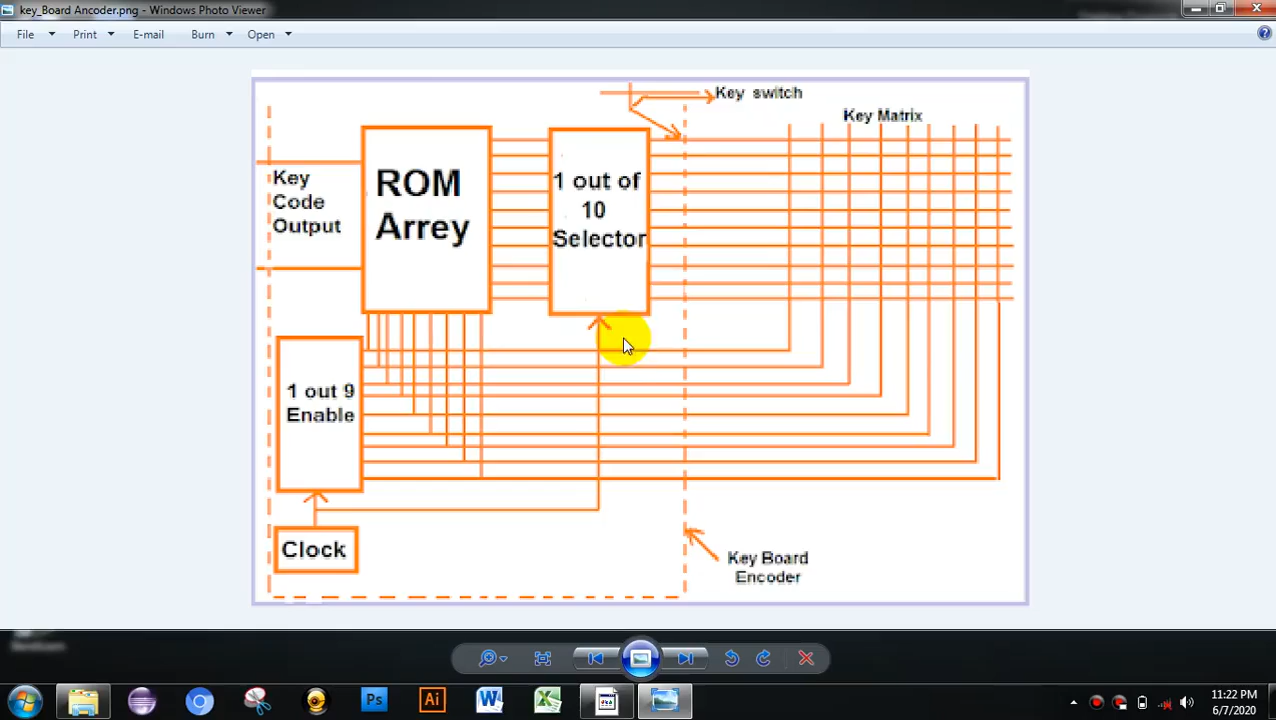 key_Board Ancoder.png - Windows Photo Viewer
File Print E-mail Burn Open
Key switch
Key Matrix
ROM
Arrey
1 out of
10
Selector
Key
Code
Output
1 out 9
Enable
Clock
Key Board
Encoder
Ps Ai W X
11:22 PM
6/7/2020